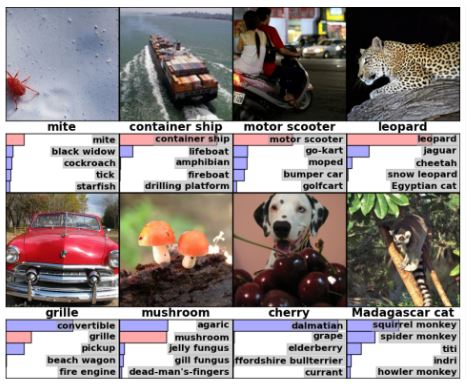 mite
container ship
motor scooter
leopard
mite
black widow
cockroach
tick
starfish
container ship
lifeboat
amphibian
fireboat
drilling platform
motor scooter
go-kart
moped
bumper car
golfcart
leopard
jaguar
cheetah
snow leopard
Egyptian cat
grille
mushroom
cherry
Madagascar cat
convertible
grille
pickup
beach wagon
fire engine
agaric
mushroom
jelly fungus
gill fungus
dead-man's-fingers
dalmatian
grape
elderberry
ffordshire bullterrier
currant
squirrel monkey
spider monkey
titi
indri
howler monkey